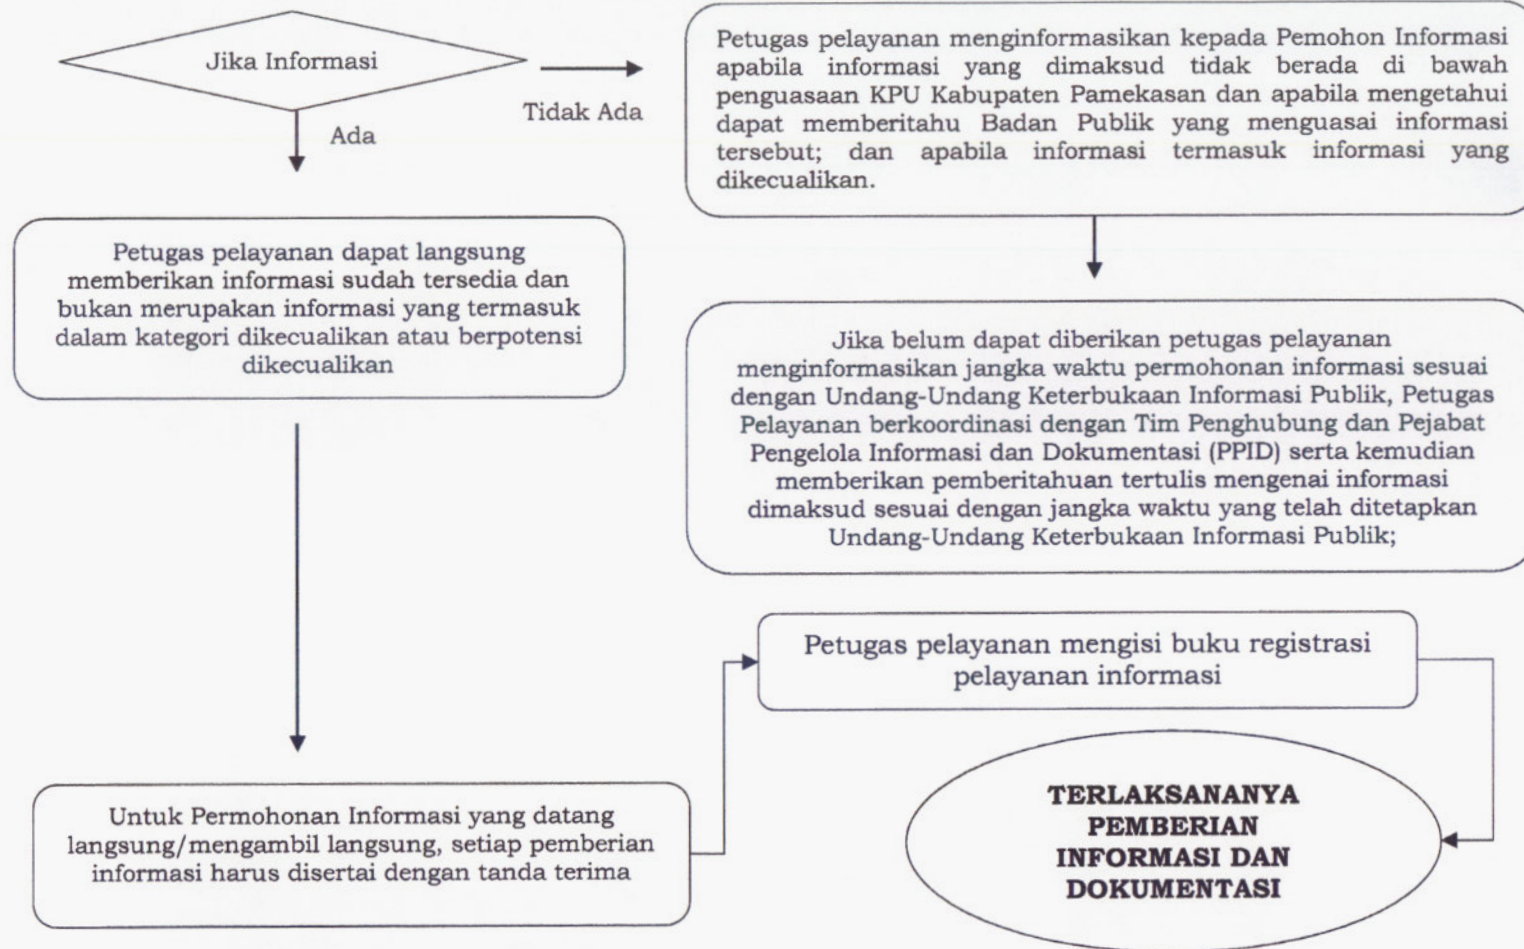 Jika Informasi
Tidak Ada
Ada
Petugas pelayanan menginformasikan kepada Pemohon Informasi
apabila informasi yang dimaksud tidak berada di bawah
penguasaan KPU Kabupaten Pamekasan dan apabila mengetahui
dapat memberitahu Badan Publik yang menguasai informasi
tersebut; dan apabila informasi termasuk informasi yang
dikecualikan.
Petugas pelayanan dapat langsung
memberikan informasi sudah tersedia dan
bukan merupakan informasi yang termasuk
dalam kategori dikecualikan atau berpotensi
dikecualikan
Jika belum dapat diberikan petugas pelayanan
menginformasikan jangka waktu permohonan informasi sesuai
dengan Undang-Undang Keterbukaan Informasi Publik, Petugas
Pelayanan berkoordinasi dengan Tim Penghubung dan Pejabat
Pengelola Informasi dan Dokumentasi (PPID) serta kemudian
memberikan pemberitahuan tertulis mengenai informasi
dimaksud sesuai dengan jangka waktu yang telah ditetapkan
Undang-Undang Keterbukaan Informasi Publik;
Petugas pelayanan mengisi buku registrasi
pelayanan informasi
Untuk Permohonan Informasi yang datang
langsung/mengambil langsung, setiap pemberian
informasi harus disertai dengan tanda terima
TERLAKSANANYA
PEMBERIAN
INFORMASI DAN
DOKUMENTASI